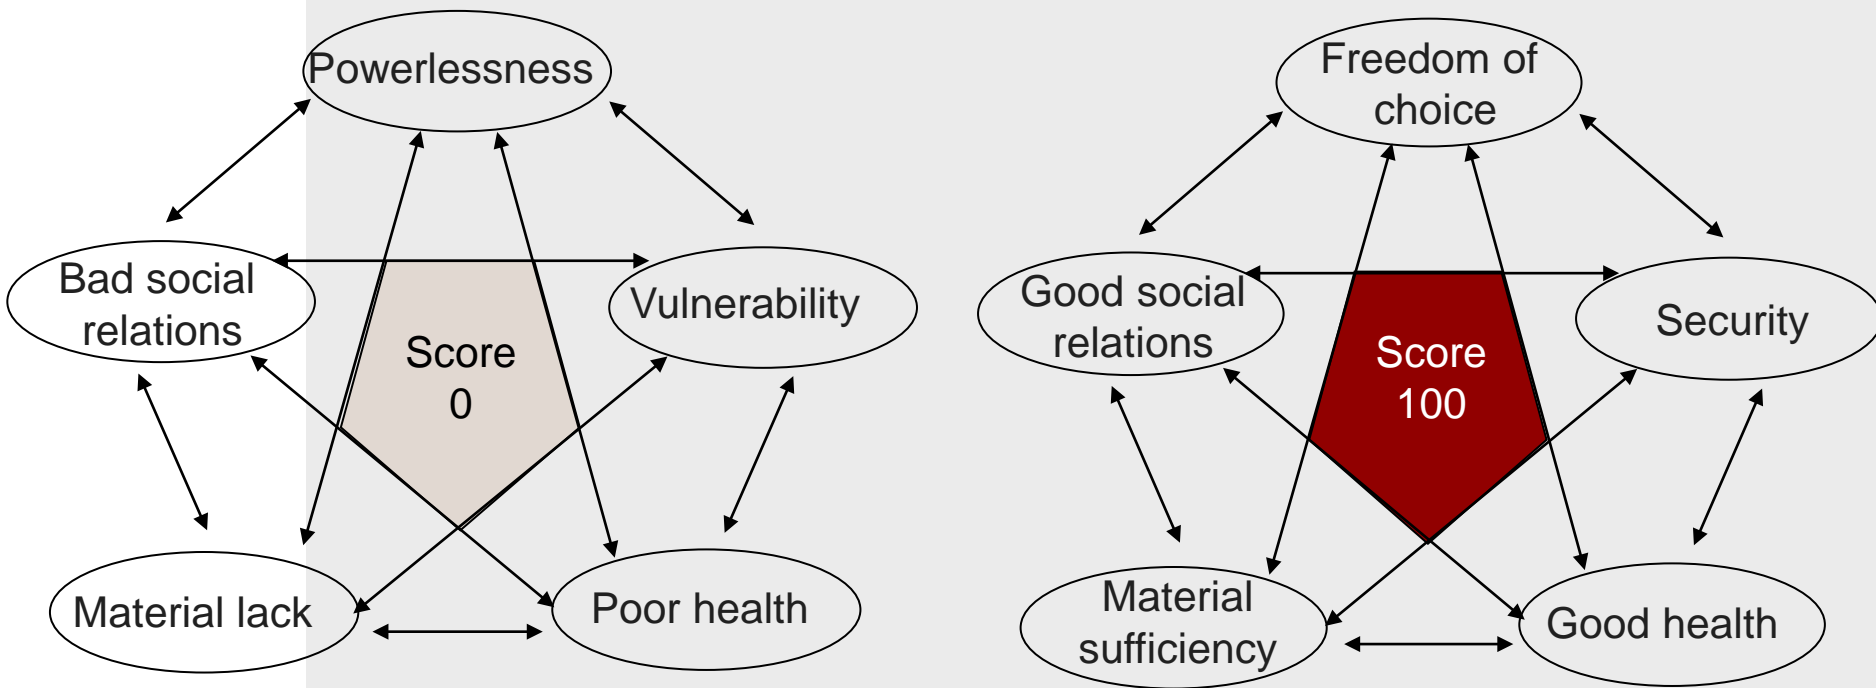 Powerlessness
Bad social
relations
Vulnerability
Score
0
Material lack
Poor health
Freedom of
choice
Good social
relations
Security
Score
100
Material
sufficiency
Good health